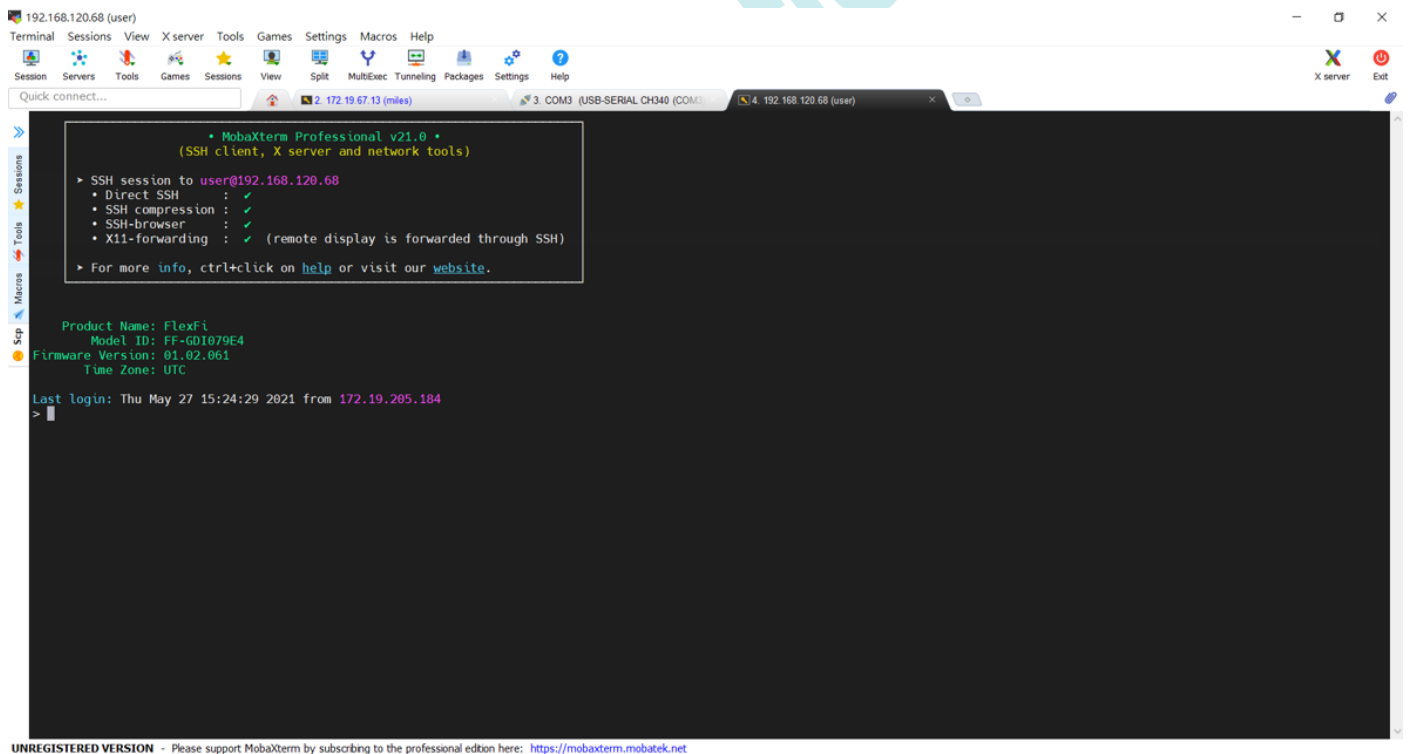 192.168.120.68 (user)
Terminal Sessions View X server Tools Games Settings Macros Help
Session Servers Tools Games Sessions View Split MultiExec Tunneling Packages Settings Help X server Exit
Quick connect... 2. 172.19.67.13 (miles) 3. COM3 (USB-SERIAL CH340 (COM3 4. 192.168.120.68 (user)
Sessions
Tools
Macros
Scp
• MobaXterm Professional v21.0 •
(SSH client, X server and network tools)
➤ SSH session to user@192.168.120.68
• Direct SSH : ✔
• SSH compression : ✔
• SSH-browser : ✔
• X11-forwarding : ✔ (remote display is forwarded through SSH)
➤ For more info, ctrl+click on help or visit our website.
Product Name: FlexFi
Model ID: FF-GDI079E4
Firmware Version: 01.02.061
Time Zone: UTC
Last login: Thu May 27 15:24:29 2021 from 172.19.205.184
>
UNREGISTERED VERSION - Please support MobaXterm by subscribing to the professional edition here: https://mobaxterm.mobatek.net